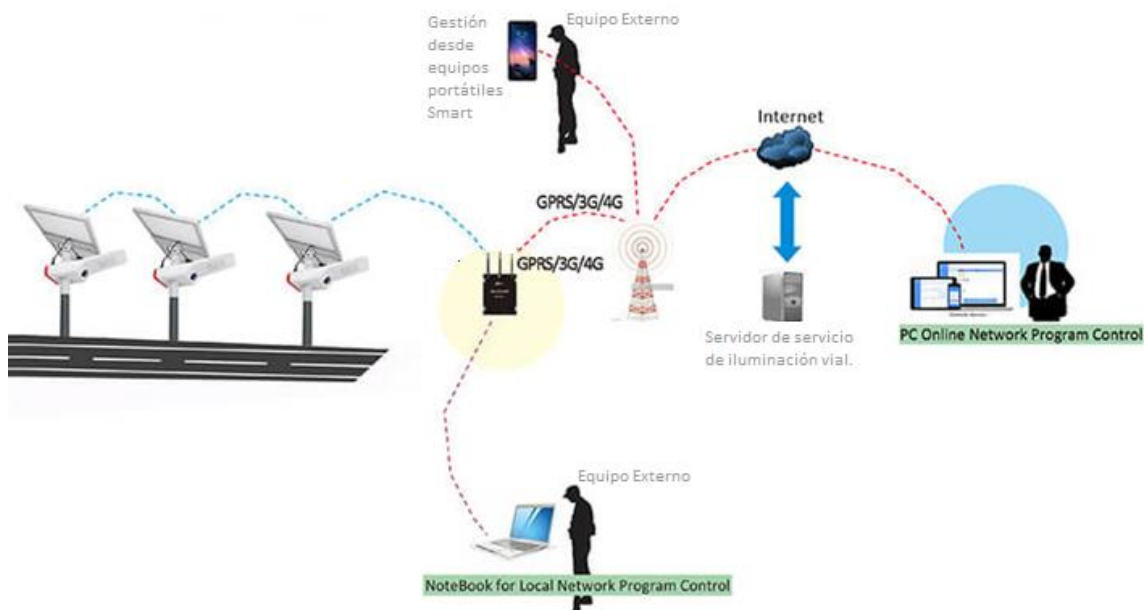 Gestión
desde
equipos
portátiles
Smart
Equipo Externo
Internet
GPRS/3G/4G
GPRS/3G/4G
Servidor de servicio
de iluminación vial.
PC Online Network Program Control
Equipo Externo
NoteBook for Local Network Program Control